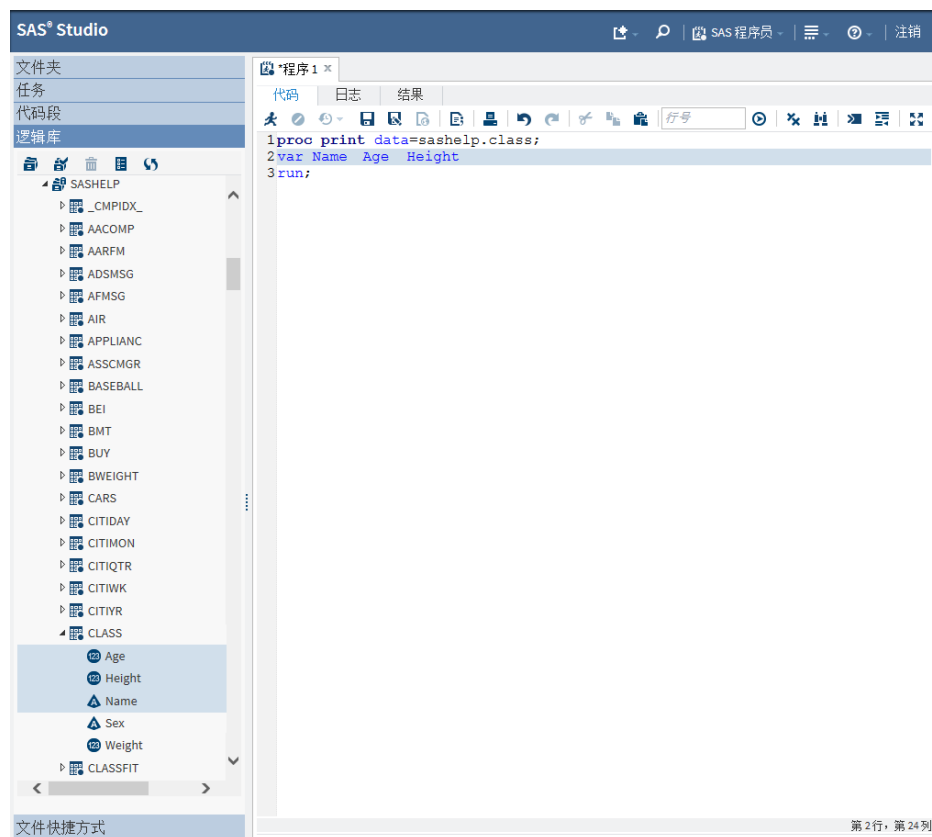 SAS® Studio
SAS 程序员
注销
文件夹
任务
代码段
逻辑库
SASHELP
_CMPIDX_
AACOMP
AARFM
ADSMSG
AFMSG
AIR
APPLIANC
ASSCMGR
BASEBALL
BEI
BMT
BUY
BWEIGHT
CARS
CITIDAY
CITIMON
CITIQTR
CITIWK
CITIYR
CLASS
123 Age
123 Height
A Name
A Sex
123 Weight
CLASSFIT
文件快捷方式
*程序 1 ×
代码 日志 结果
行号
1 proc print data=sashelp.class;
2 var Name Age Height
3 run;
第 2 行，第 24 列